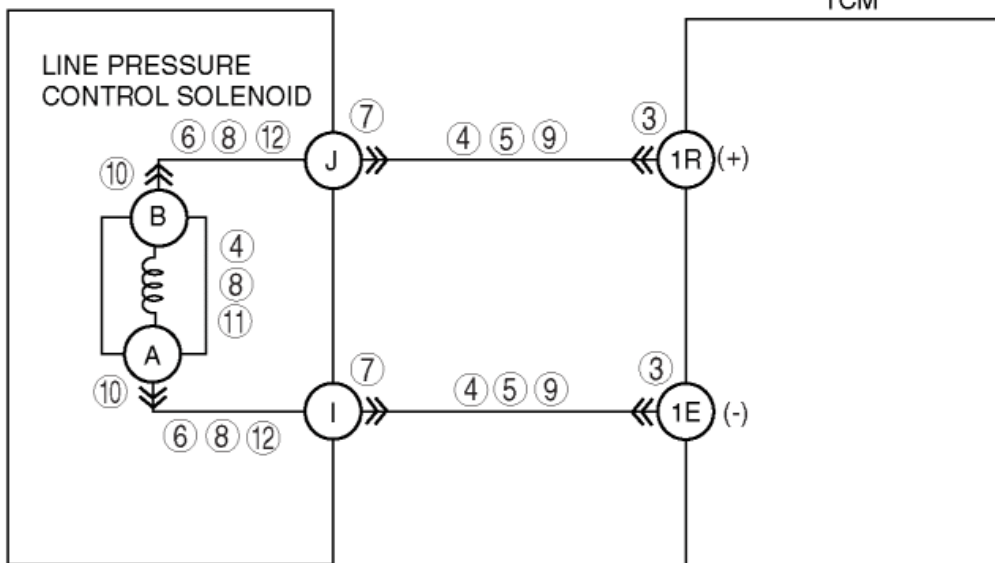 TCM
LINE PRESSURE
CONTROL SOLENOID
⑦
③
⑥ ⑧ ⑫
④ ⑤ ⑨
J
1R
(+)
⑩
B
④
⑧
⑪
A
⑦
③
⑩
④ ⑤ ⑨
I
1E
(-)
⑥ ⑧ ⑫